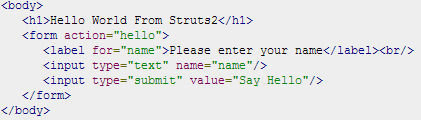 <body>
<h1>Hello World From Struts2</h1>
<form action="hello">
<label for="name">Please enter your name</label><br/>
<input type="text" name="name"/>
<input type="submit" value="Say Hello"/>
</form>
</body>